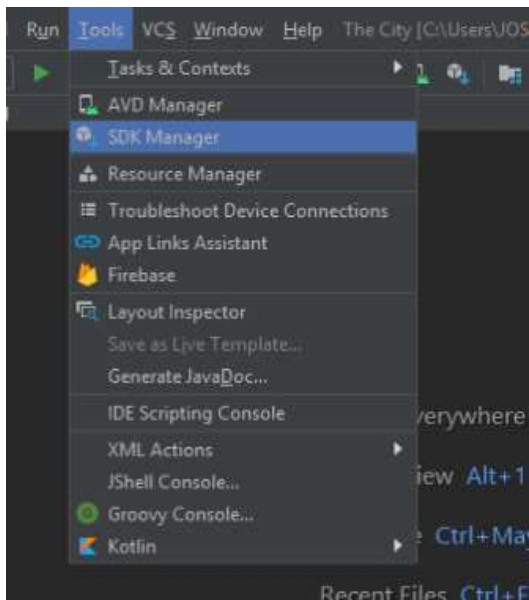 Run Tools VCS Window Help The City [C:\Users\JOS
Tasks & Contexts
AVD Manager
SDK Manager
Resource Manager
Troubleshoot Device Connections
App Links Assistant
Firebase
Layout Inspector
Save as Live Template...
Generate JavaDoc...
IDE Scripting Console
verywhere
XML Actions
iew Alt+1
JShell Console...
Groovy Console...
Ctrl+May
Kotlin
Recent Files Ctrl+E